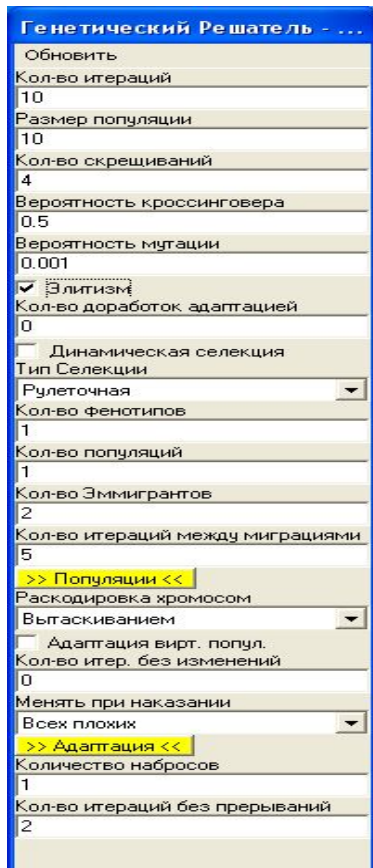 Генетический Решатель - ...
Обновить
Кол-во итераций
10
Размер популяции
10
Кол-во скрещиваний
4
Вероятность кроссинговера
0.5
Вероятность мутации
0.001
Элитизм
Кол-во доработок адаптацией
0
Динамическая селекция
Тип Селекции
Рулеточная
Кол-во фенотипов
1
Кол-во популяций
1
Кол-во Эммигрантов
2
Кол-во итераций между миграциями
5
>> Популяции <<
Раскодировка хромосом
Вытаскиванием
Адаптация вирт. попул.
Кол-во итер. без изменений
0
Менять при наказании
Всех плохих
>> Адаптация <<
Количество набросов
1
Кол-во итераций без прерываний
2